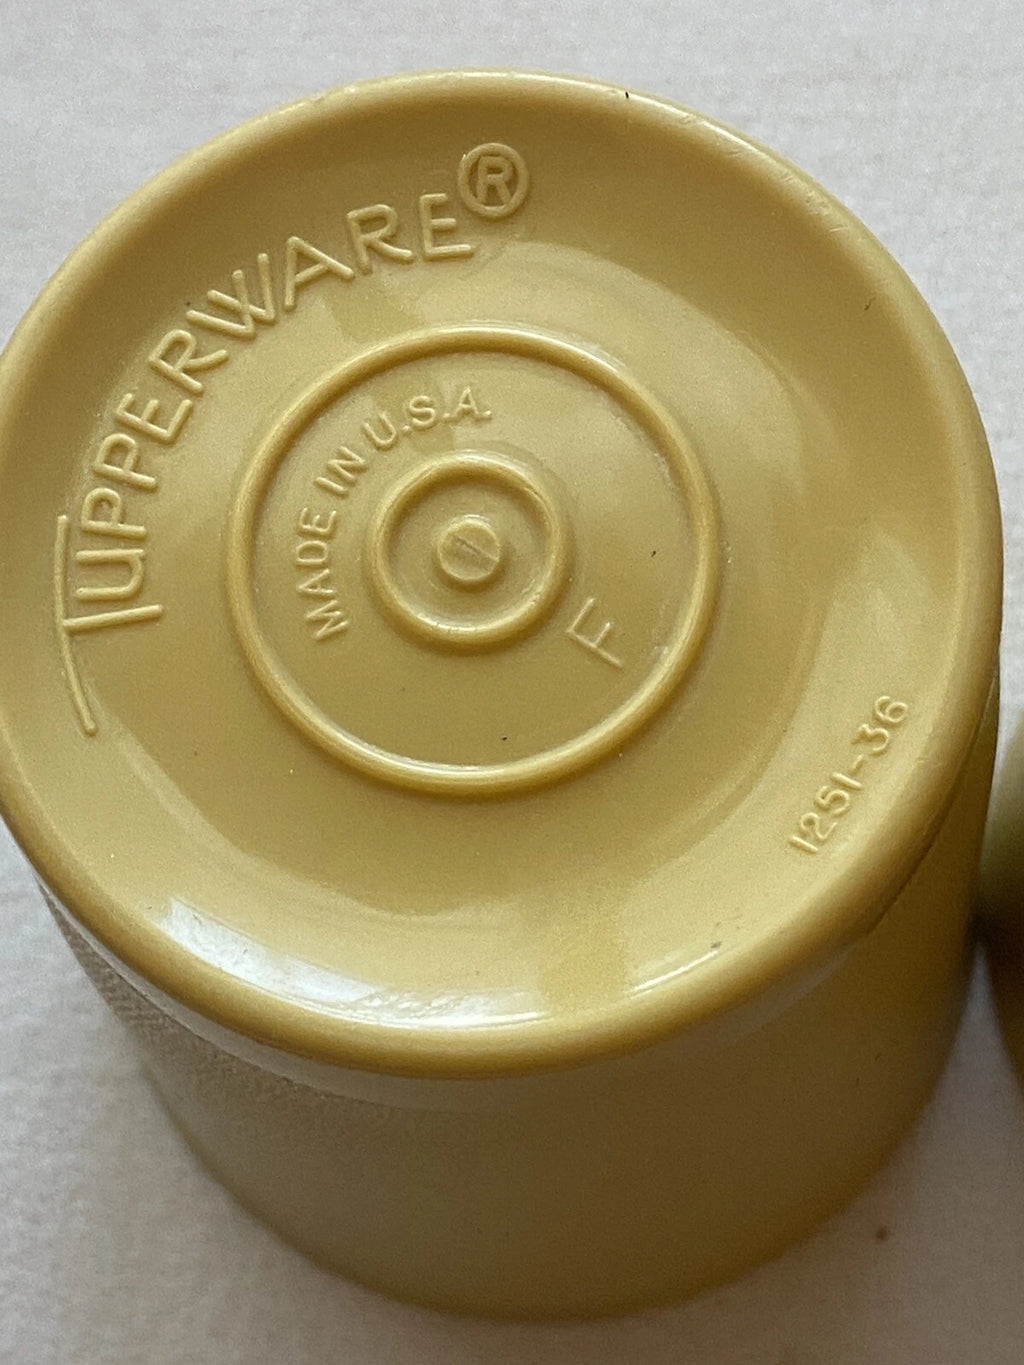 TUPPERWARE®
MADE IN U.S.A.
F
1251-36